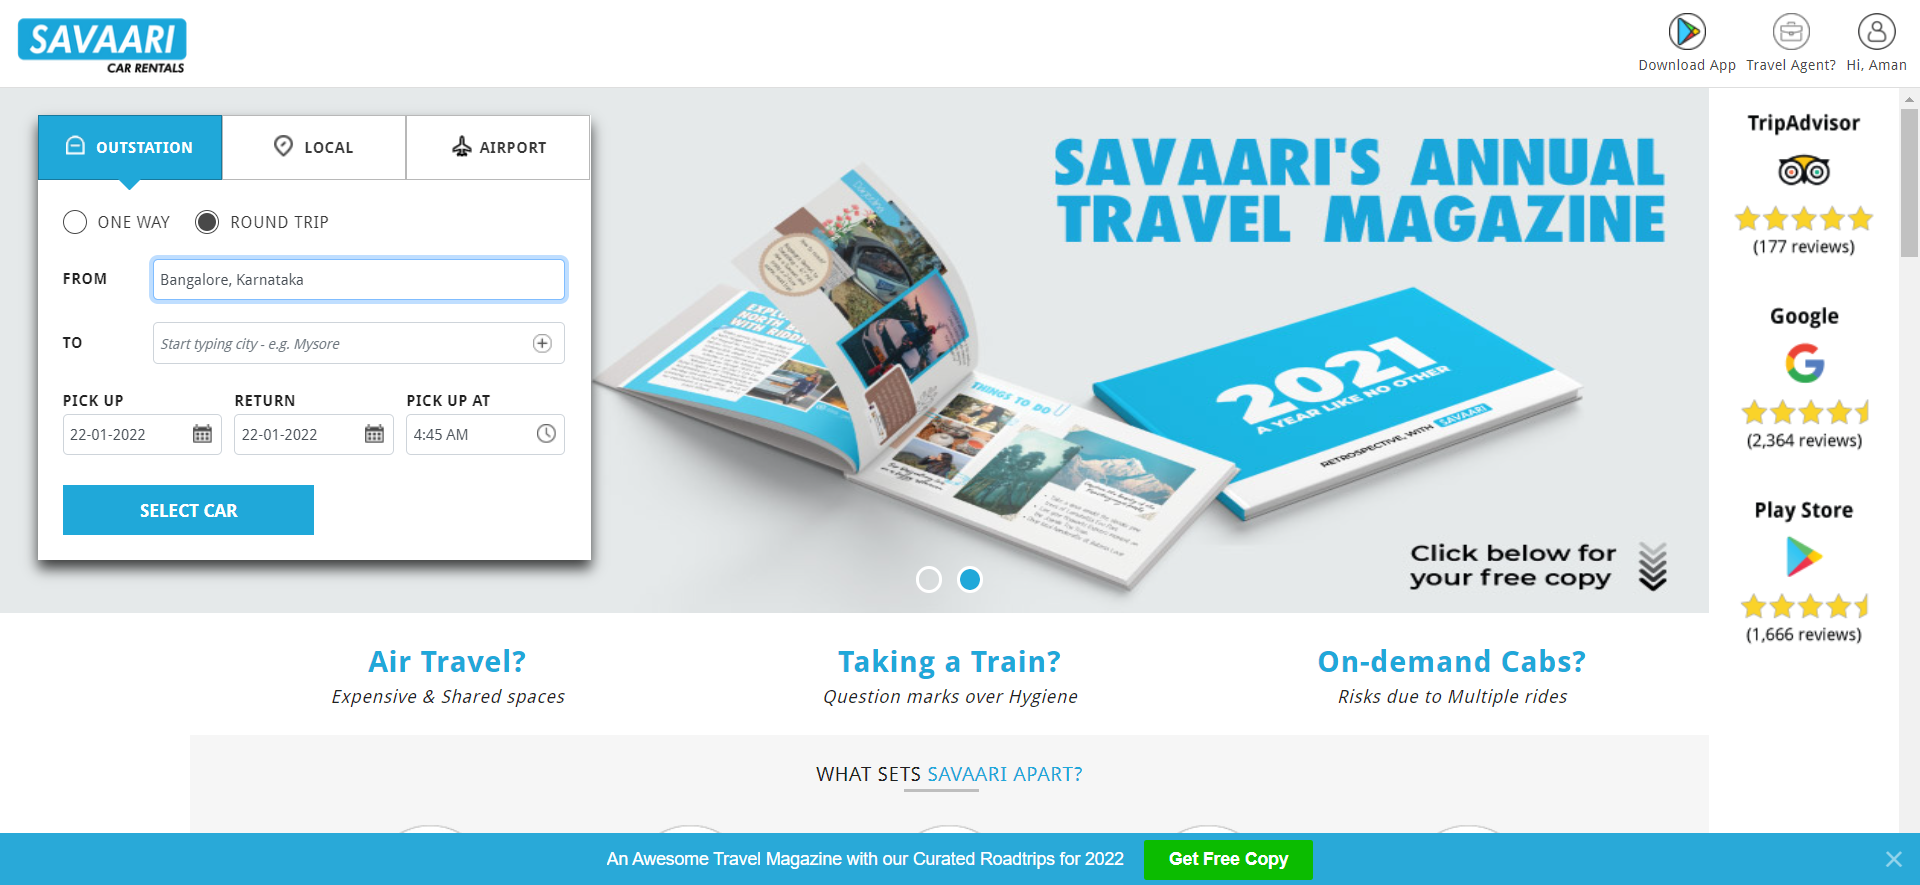 SAVAARI
CAR RENTALS
Download App
Travel Agent?
Hi, Aman
OUTSTATION
LOCAL
AIRPORT
ONE WAY
ROUND TRIP
FROM
Bangalore, Karnataka
TO
Start typing city - e.g. Mysore
PICK UP
RETURN
PICK UP AT
22-01-2022
22-01-2022
4:45 AM
SELECT CAR
SAVAARI'S ANNUAL
TRAVEL MAGAZINE
THINGS TO DO
2021
A YEAR LIKE NO OTHER
RETROSPECTIVE, WITH SAVAARI
Click below for
your free copy
TripAdvisor
(177 reviews)
Google
(2,364 reviews)
Play Store
(1,666 reviews)
Air Travel?
Expensive & Shared spaces
Taking a Train?
Question marks over Hygiene
On-demand Cabs?
Risks due to Multiple rides
WHAT SETS SAVAARI APART?
An Awesome Travel Magazine with our Curated Roadtrips for 2022
Get Free Copy